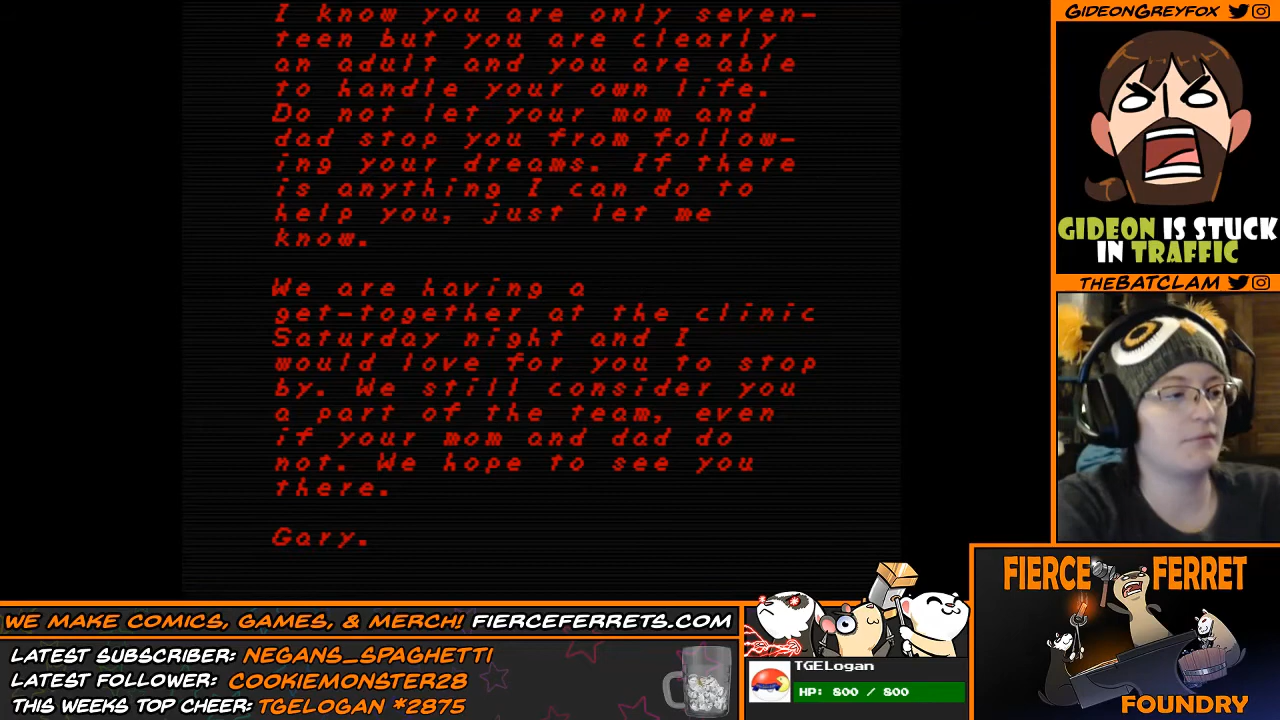 I know you are only seven-
teen but you are clearly
an adult and you are able
to handle your own life.
Do not let your mom and
dad stop you from follow-
ing your dreams. If there
is anything I can do to
help you, just let me
know.
We are having a
get-together at the clinic
Saturday night and I
would love for you to stop
by. We still consider you
a part of the team, even
if your mom and dad do
not. We hope to see you
there.
Gary.
GIDEONGREYFOX
GIDEON IS STUCK
IN TRAFFIC
THEBATCLAM
FIERCE FERRET
FOUNDRY
WE MAKE COMICS, GAMES, & MERCH! FIERCEFERRETS.COM
LATEST SUBSCRIBER: NEGANS_SPAGHETTI
LATEST FOLLOWER: COOKIEMONSTER28
THIS WEEKS TOP CHEER: TGELOGAN *2875
TGELogan
HP: 800 / 800